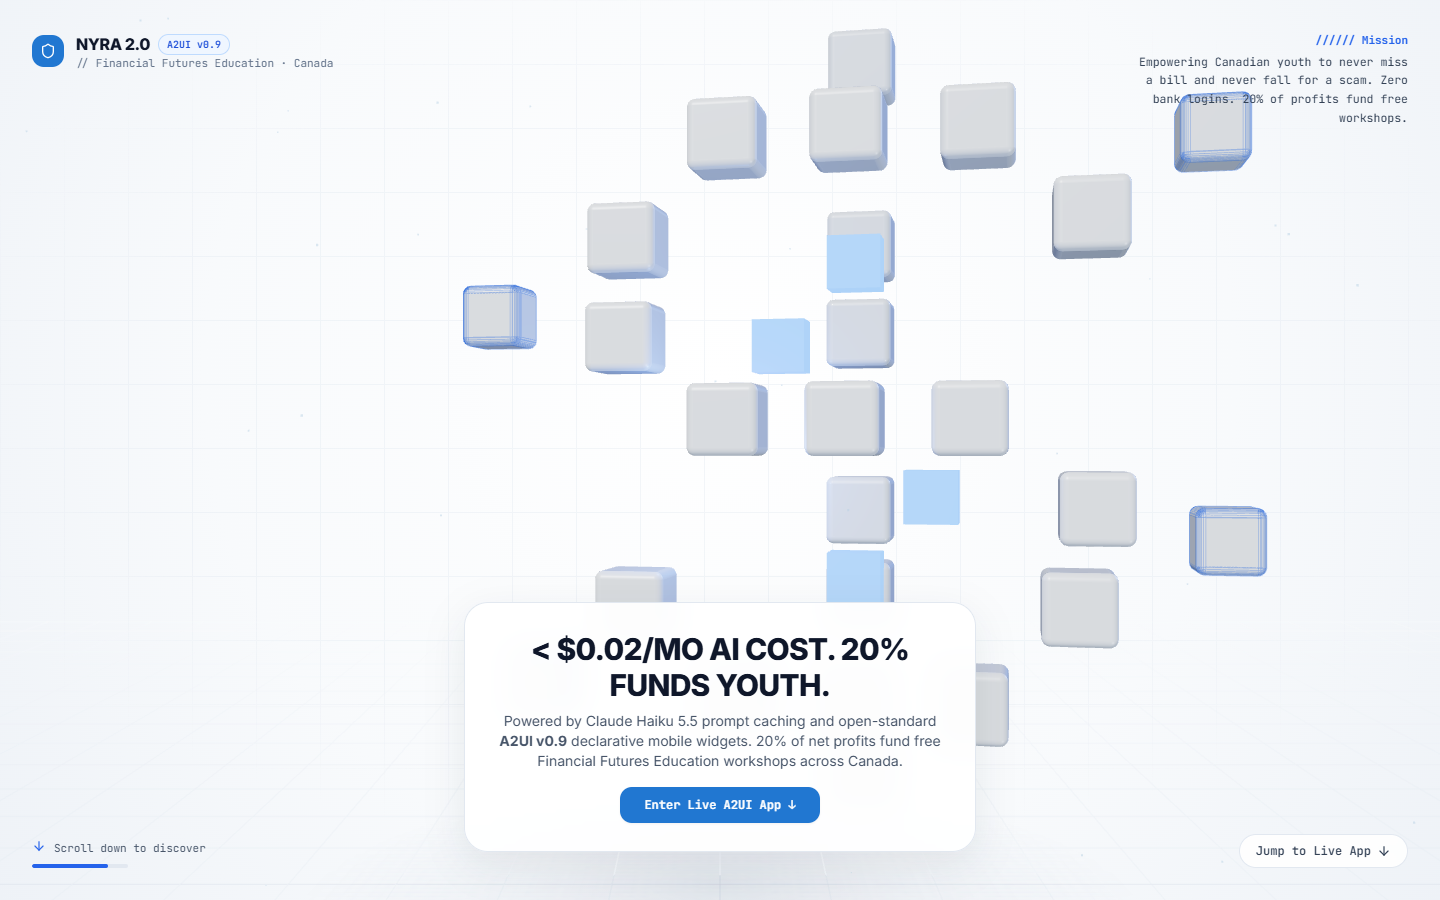 NYRA 2.0
A2UI v0.9
// Financial Futures Education · Canada
////// Mission
Empowering Canadian youth to never miss
a bill and never fall for a scam. Zero
bank logins. 20% of profits fund free
workshops.
< $0.02/MO AI COST. 20%
FUNDS YOUTH.
Powered by Claude Haiku 5.5 prompt caching and open-standard
A2UI v0.9 declarative mobile widgets. 20% of net profits fund free
Financial Futures Education workshops across Canada.
Enter Live A2UI App ↓
↓ Scroll down to discover
Jump to Live App ↓